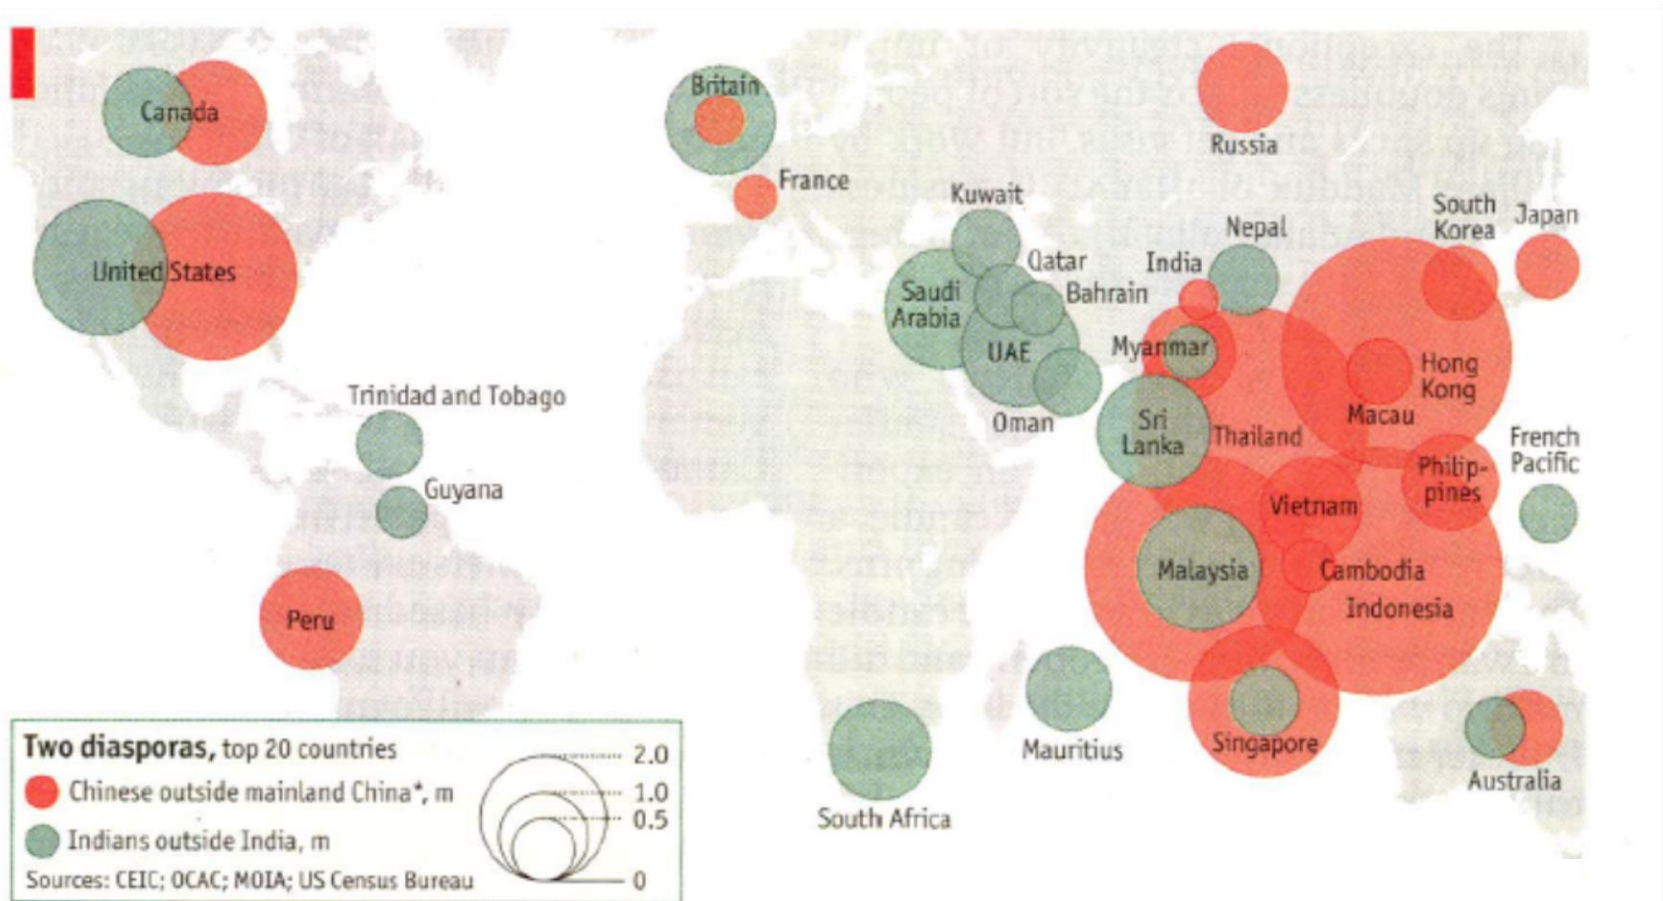 Canada
Britain
Russia
France
Kuwait
South
Korea
Japan
Nepal
United States
Qatar
India
Saudi
Arabia
Bahrain
UAE
Myanmar
Hong
Kong
Trinidad and Tobago
Oman
Macau
Sri
Lanka
Thailand
French
Pacific
Guyana
Philip-
pines
Vietnam
Malaysia
Cambodia
Indonesia
Peru
Mauritius
Singapore
Australia
South Africa
Two diasporas, top 20 countries
Chinese outside mainland China*, m
Indians outside India, m
Sources: CEIC; OCAC; MOIA; US Census Bureau
2.0
1.0
0.5
0